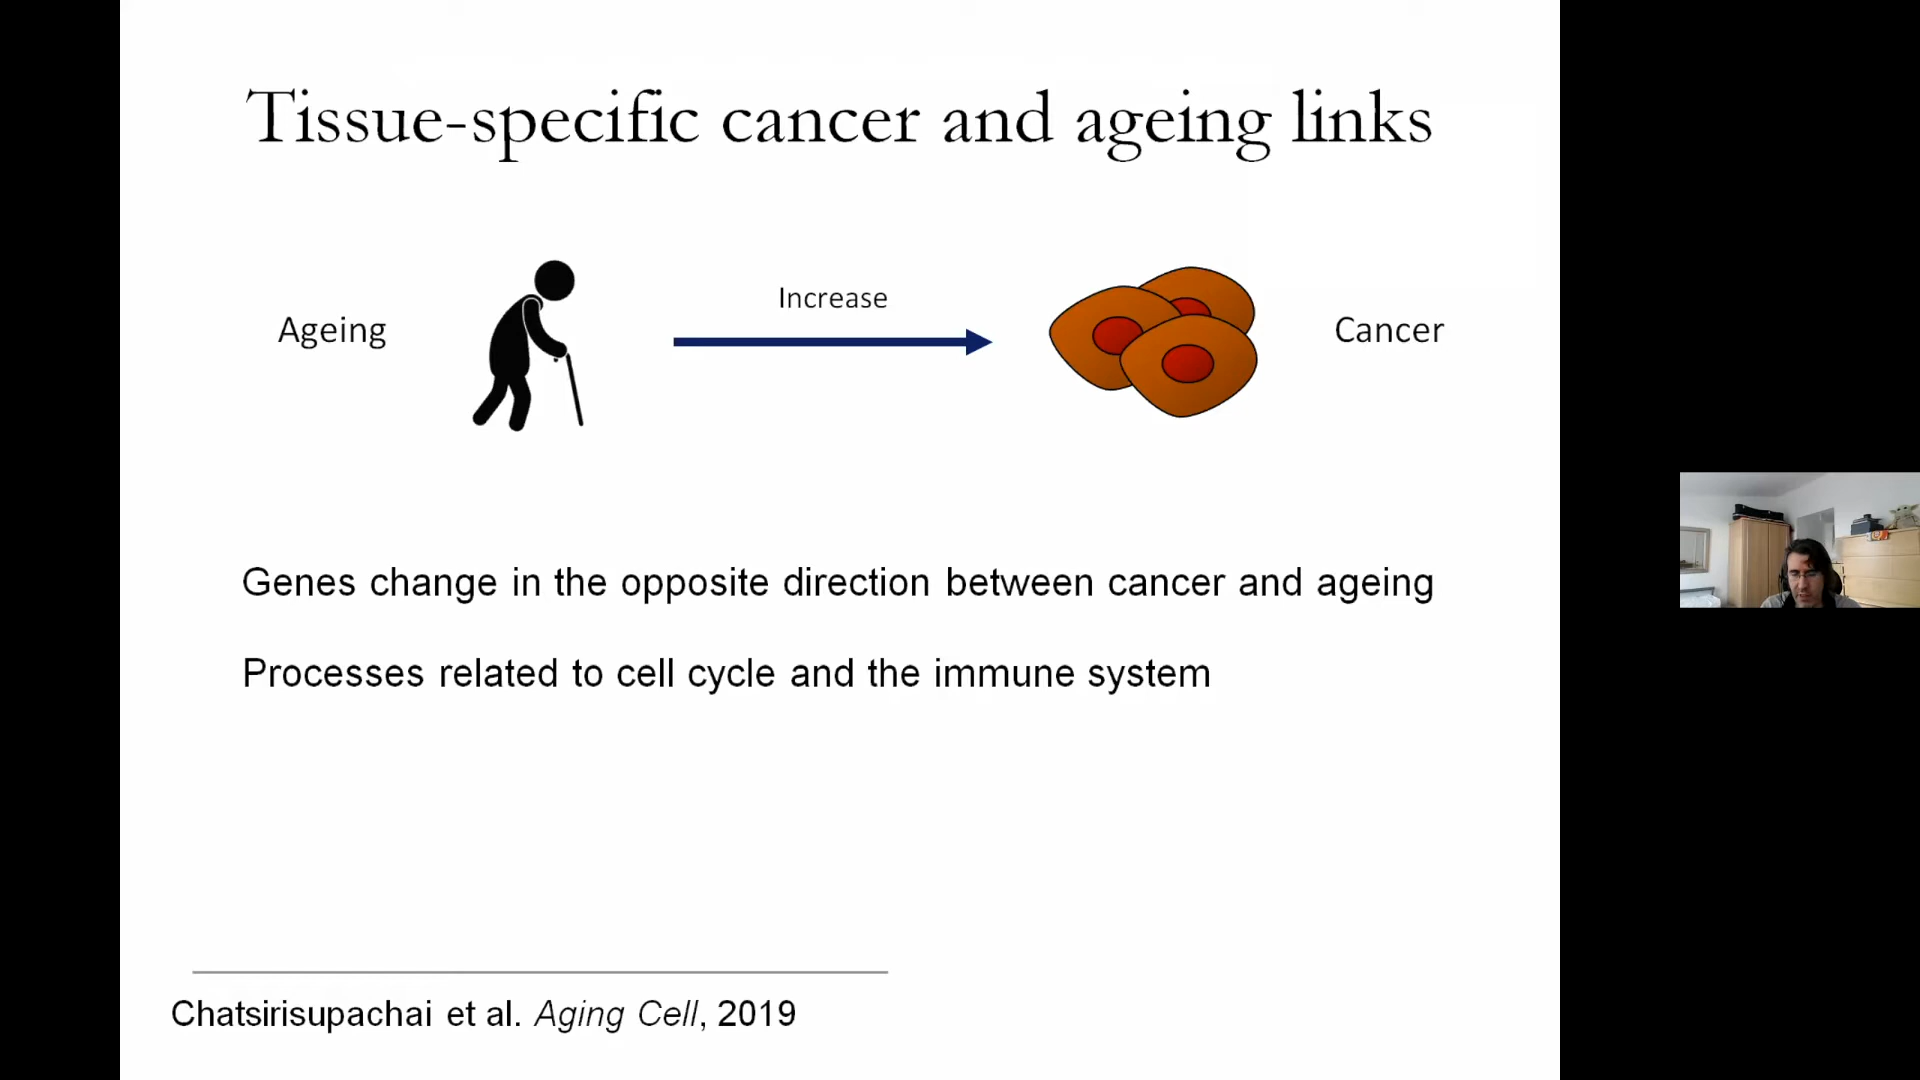 Tissue-specific cancer and ageing links
Increase
Ageing
Cancer
Genes change in the opposite direction between cancer and ageing
Processes related to cell cycle and the immune system
Chatsirisupachai et al. Aging Cell, 2019